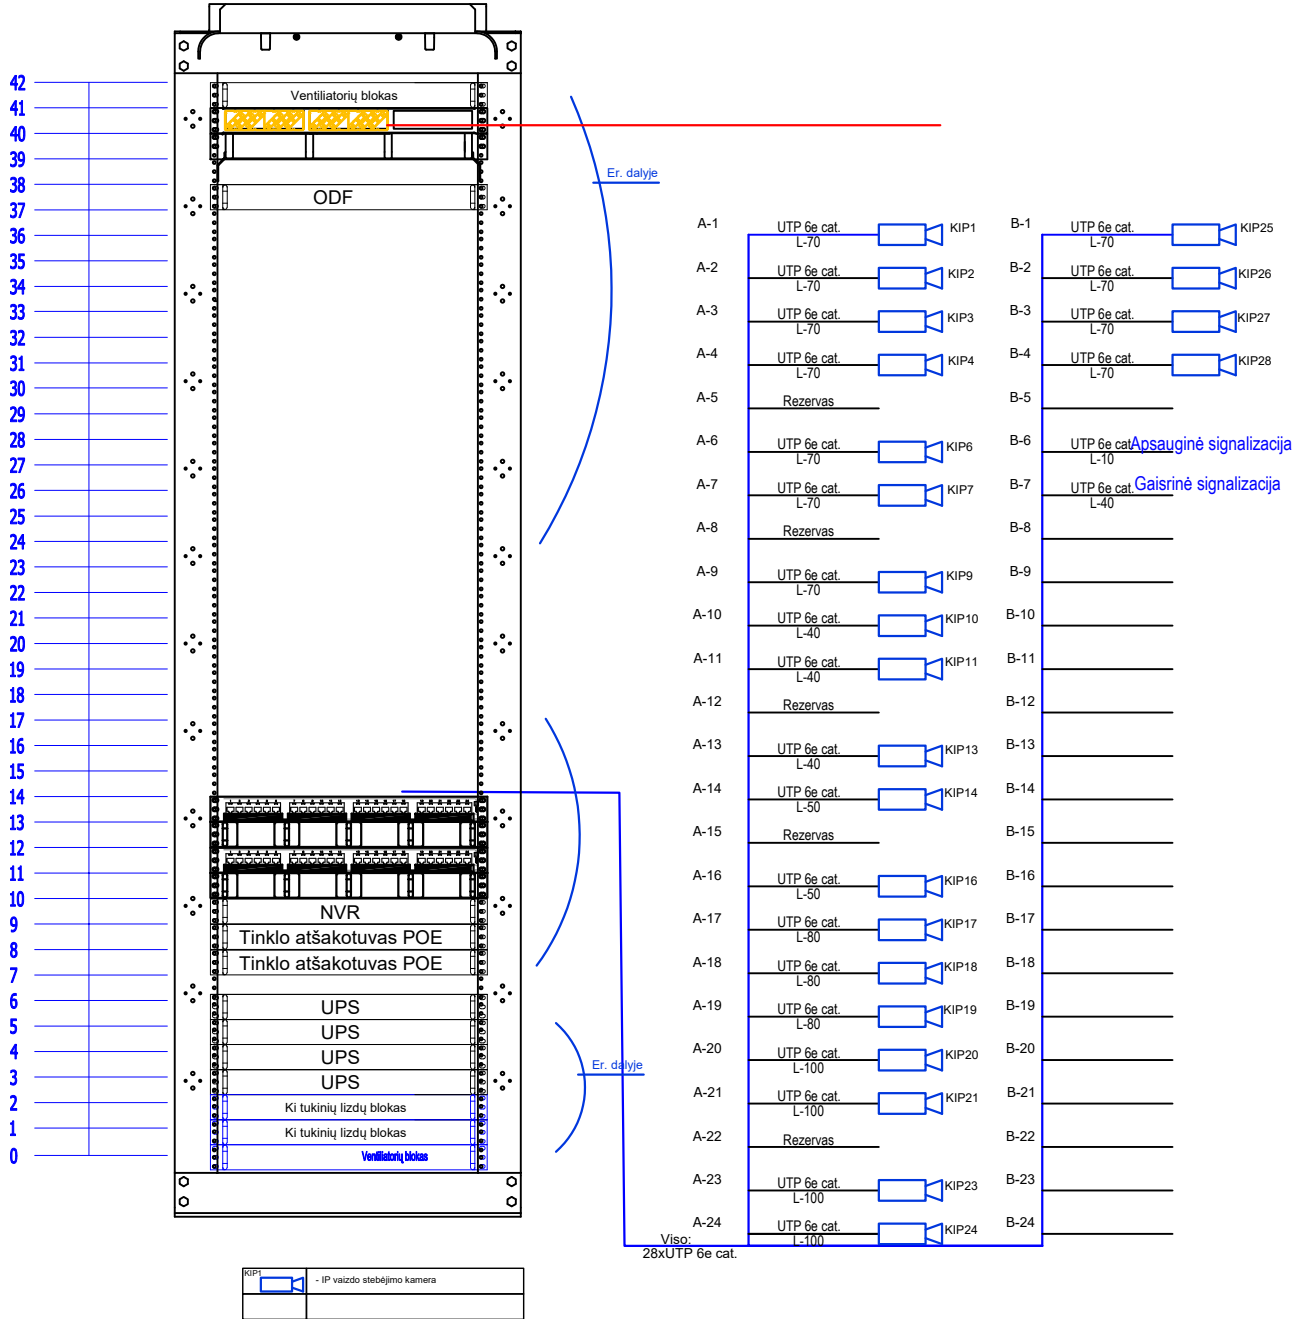 42
41
40
39
38
37
36
35
34
33
32
31
30
29
28
27
26
25
24
23
22
21
20
19
18
17
16
15
14
13
12
11
10
9
8
7
6
5
4
3
2
1
0
Ventiliatorių blokas
ODF
NVR
Tinklo atšakotuvas POE
Tinklo atšakotuvas POE
UPS
UPS
UPS
UPS
Ki tukinių lizdų blokas
Ki tukinių lizdų blokas
Ventiliatorių blokas
Er. dalyje
Er. dalyje
A-1 UTP 6e cat. KIP1
L-70
A-2 UTP 6e cat. KIP2
L-70
A-3 UTP 6e cat. KIP3
L-70
A-4 UTP 6e cat. KIP4
L-70
A-5 Rezervas
A-6 UTP 6e cat. KIP6
L-70
A-7 UTP 6e cat. KIP7
L-70
A-8 Rezervas
A-9 UTP 6e cat. KIP9
L-70
A-10 UTP 6e cat. KIP10
L-40
A-11 UTP 6e cat. KIP11
L-40
A-12 Rezervas
A-13 UTP 6e cat. KIP13
L-40
A-14 UTP 6e cat. KIP14
L-50
A-15 Rezervas
A-16 UTP 6e cat. KIP16
L-50
A-17 UTP 6e cat. KIP17
L-80
A-18 UTP 6e cat. KIP18
L-80
A-19 UTP 6e cat. KIP19
L-80
A-20 UTP 6e cat. KIP20
L-100
A-21 UTP 6e cat. KIP21
L-100
A-22 Rezervas
A-23 UTP 6e cat. KIP23
L-100
A-24 UTP 6e cat. KIP24
L-100
Viso:
28xUTP 6e cat.
B-1 UTP 6e cat. KIP25
L-70
B-2 UTP 6e cat. KIP26
L-70
B-3 UTP 6e cat. KIP27
L-70
B-4 UTP 6e cat. KIP28
L-70
B-5
B-6 UTP 6e cat. Apsauginė signalizacija
L-10
B-7 UTP 6e cat. Gaisrinė signalizacija
L-40
B-8
B-9
B-10
B-11
B-12
B-13
B-14
B-15
B-16
B-17
B-18
B-19
B-20
B-21
B-22
B-23
B-24
KIP1 - IP vaizdo stebėjimo kamera